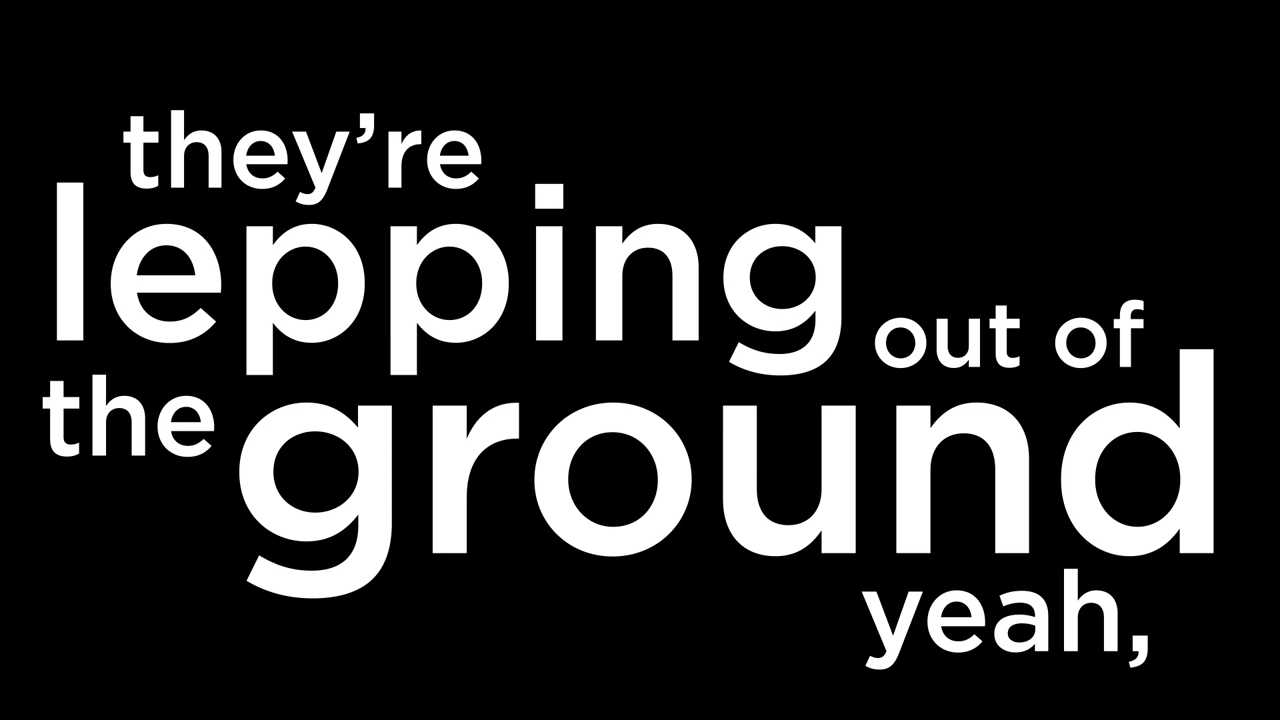 they’re
lepping out of
the ground
yeah,